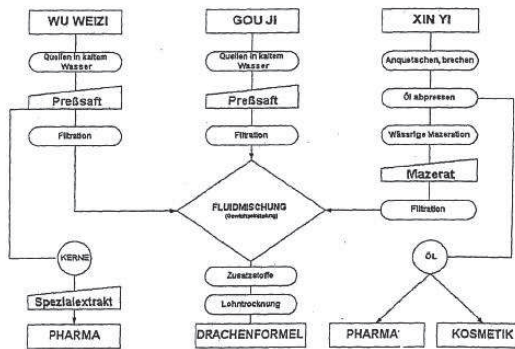 WU WEIZI
Quellen in kaltem
Wasser
Preßsaft
Filtration
GOU JI
Quellen in kaltem
Wasser
Preßsaft
Filtration
XIN YI
Anquetschen, brechen
Öl abpressen
Wässrige Mazeration
Mazerat
Filtration
FLUIDMISCHUNG
KERNE
Spezialextrakt
PHARMA
Zusatzstoffe
Lohntrocknung
DRACHENFORMEL
ÖL
PHARMA
KOSMETIK